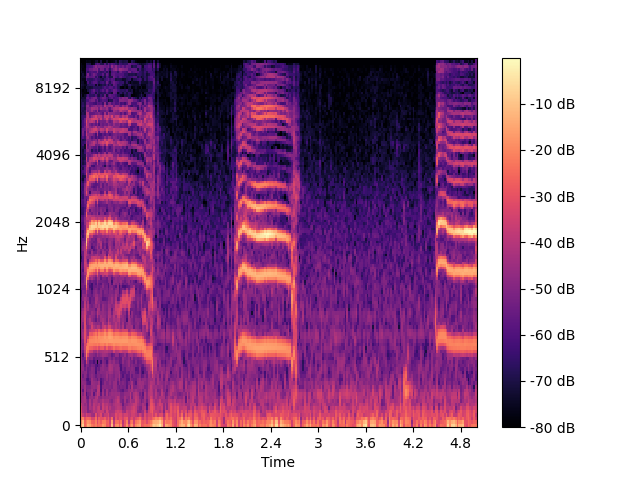 8192
4096
2048
1024
512
0
Hz
0 0.6 1.2 1.8 2.4 3 3.6 4.2 4.8
Time
-10 dB
-20 dB
-30 dB
-40 dB
-50 dB
-60 dB
-70 dB
-80 dB